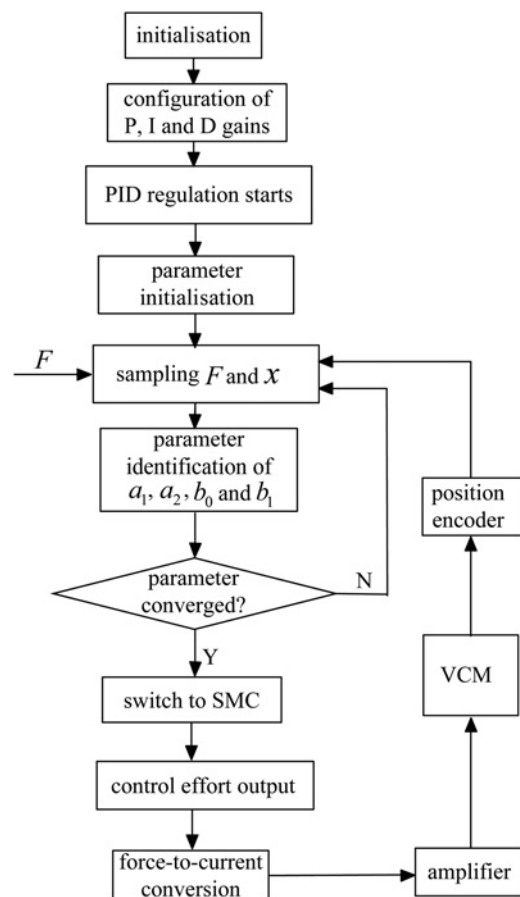 initialisation
configuration of
P, I and D gains
PID regulation starts
parameter
initialisation
F
sampling F and x
parameter
identification of
a₁, a₂, b₀ and b₁
position
encoder
parameter
converged?
N
Y
VCM
switch to SMC
control effort output
force-to-current
conversion
amplifier